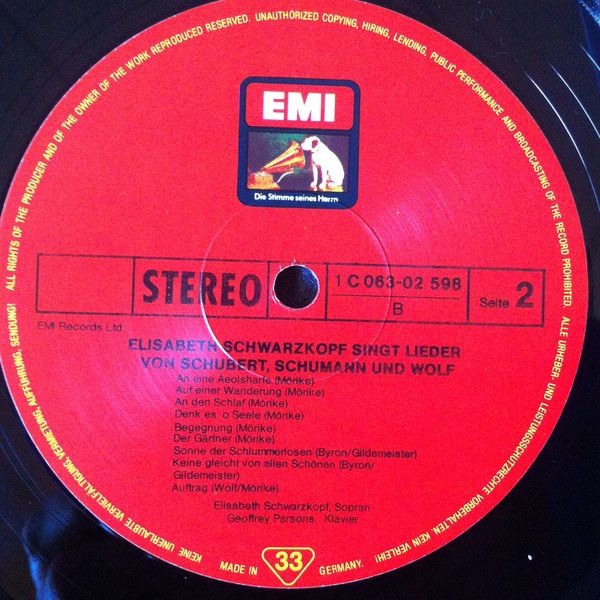 ALL RIGHTS OF THE PRODUCER AND OF THE OWNER OF THE WORK REPRODUCED RESERVED. UNAUTHORIZED COPYING, HIRING, LENDING, PUBLIC PERFORMANCE AND BROADCASTING OF THE RECORD PROHIBITED. ALLE URHEBER- UND LEISTUNGSSCHUTZRECHTE VORBEHALTEN. KEIN VERLEIH! KEINE UNERLAUBTE VERVIELFÄLTIGUNG, VERMIETUNG, AUFFÜHRUNG, SENDUNG!
EMI
Die Stimme seines Herrn
STEREO
1 C 063-02 598
B
Seite 2
EMI Records Ltd.
ELISABETH SCHWARZKOPF SINGT LIEDER
VON SCHUBERT, SCHUMANN UND WOLF
An eine Aeolsharfe (Mörike)
Auf einer Wanderung (Mörike)
An den Schlaf (Mörike)
Denk es, o Seele (Mörike)
Begegnung (Mörike)
Der Gärtner (Mörike)
Sonne der Schlummerlosen (Byron/Gildemeister)
Keine gleicht von allen Schönen (Byron/
Gildemeister)
Auftrag (Wolf/Mörike)
Elisabeth Schwarzkopf, Sopran
Geoffrey Parsons, Klavier
MADE IN 33 GERMANY.